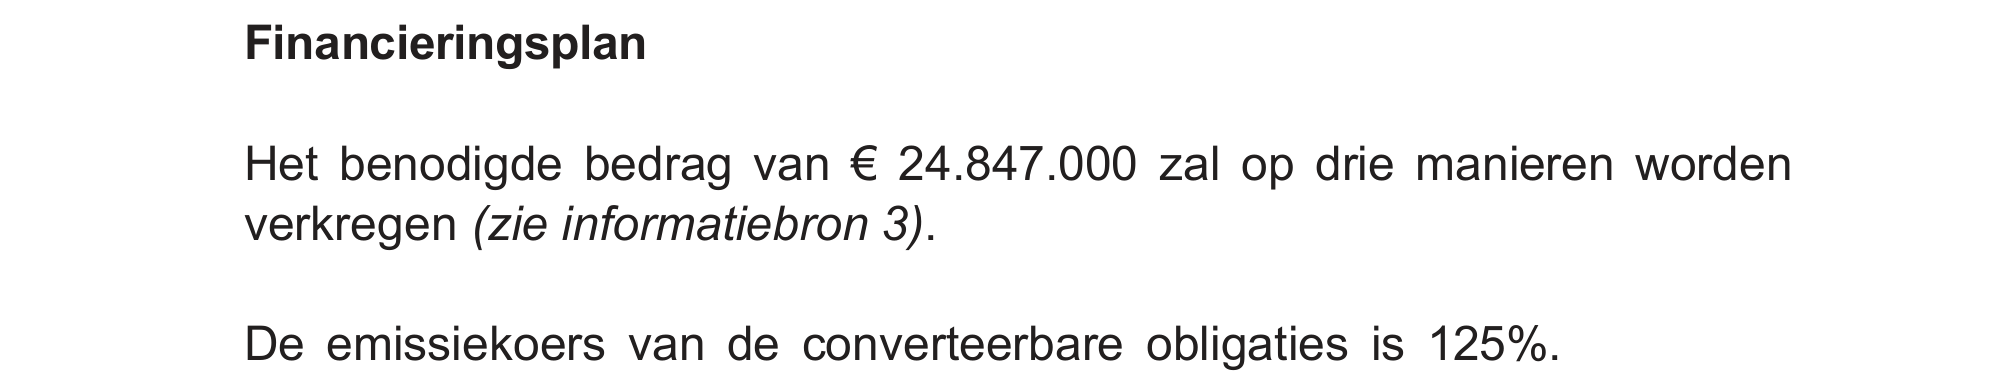 Financieringsplan
Het benodigde bedrag van € 24.847.000 zal op drie manieren worden
verkregen (zie informatiebron 3).
De emissiekoers van de converteerbare obligaties is 125%.